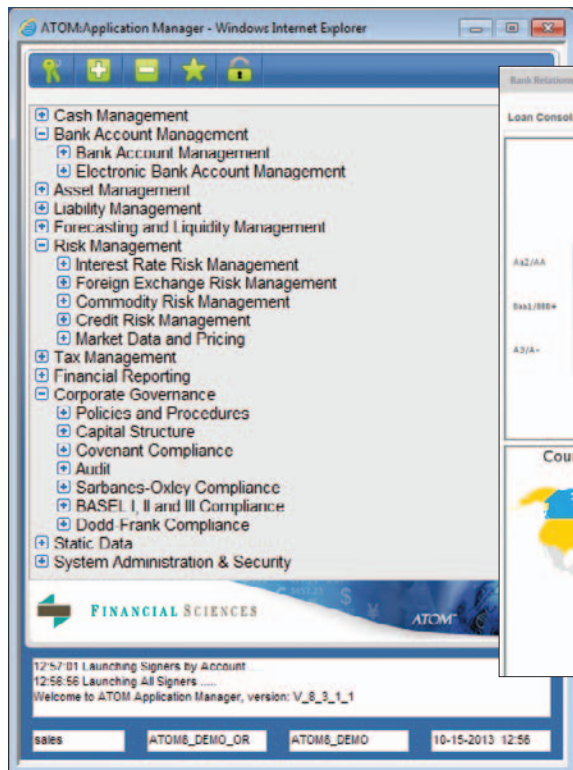 ATOM:Application Manager - Windows Internet Explorer
Cash Management
Bank Account Management
Bank Account Management
Electronic Bank Account Management
Asset Management
Liability Management
Forecasting and Liquidity Management
Risk Management
Interest Rate Risk Management
Foreign Exchange Risk Management
Commodity Risk Management
Credit Risk Management
Market Data and Pricing
Tax Management
Financial Reporting
Corporate Governance
Policies and Procedures
Capital Structure
Covenant Compliance
Audit
Sarbanes-Oxley Compliance
BASEL I, II and III Compliance
Dodd-Frank Compliance
Static Data
System Administration & Security
FINANCIAL SCIENCES
$
¥
ATOM
12:57:01 Launching Signers by Account ....
12:56:56 Launching All Signers .....
Welcome to ATOM Application Manager, version: V_8_3_1_1
sales
ATOM8_DEMO_OR
ATOM8_DEMO
10-15-2013 12:56
Bank Relations
Loan Consol
Aa2/AA
Baa1/BBB+
A3/A-
Cou